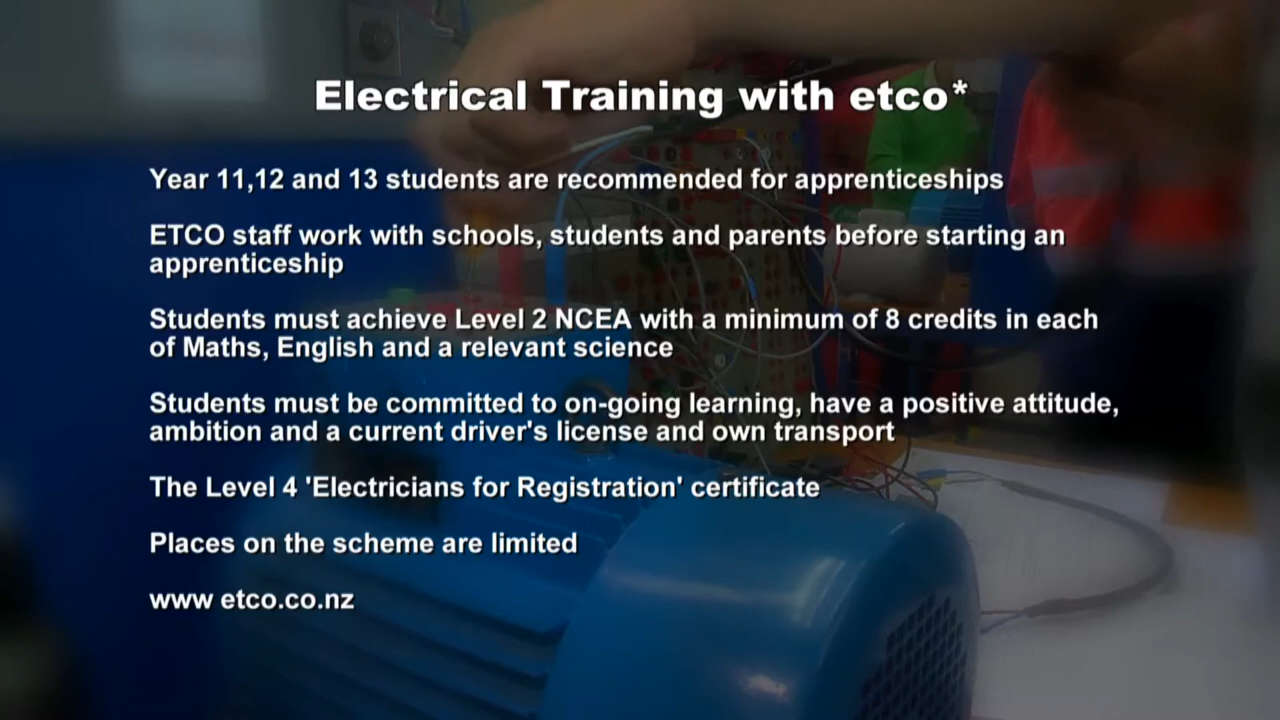 Electrical Training with etco*
Year 11,12 and 13 students are recommended for apprenticeships
ETCO staff work with schools, students and parents before starting an
apprenticeship
Students must achieve Level 2 NCEA with a minimum of 8 credits in each
of Maths, English and a relevant science
Students must be committed to on-going learning, have a positive attitude,
ambition and a current driver's license and own transport
The Level 4 'Electricians for Registration' certificate
Places on the scheme are limited
www etco.co.nz